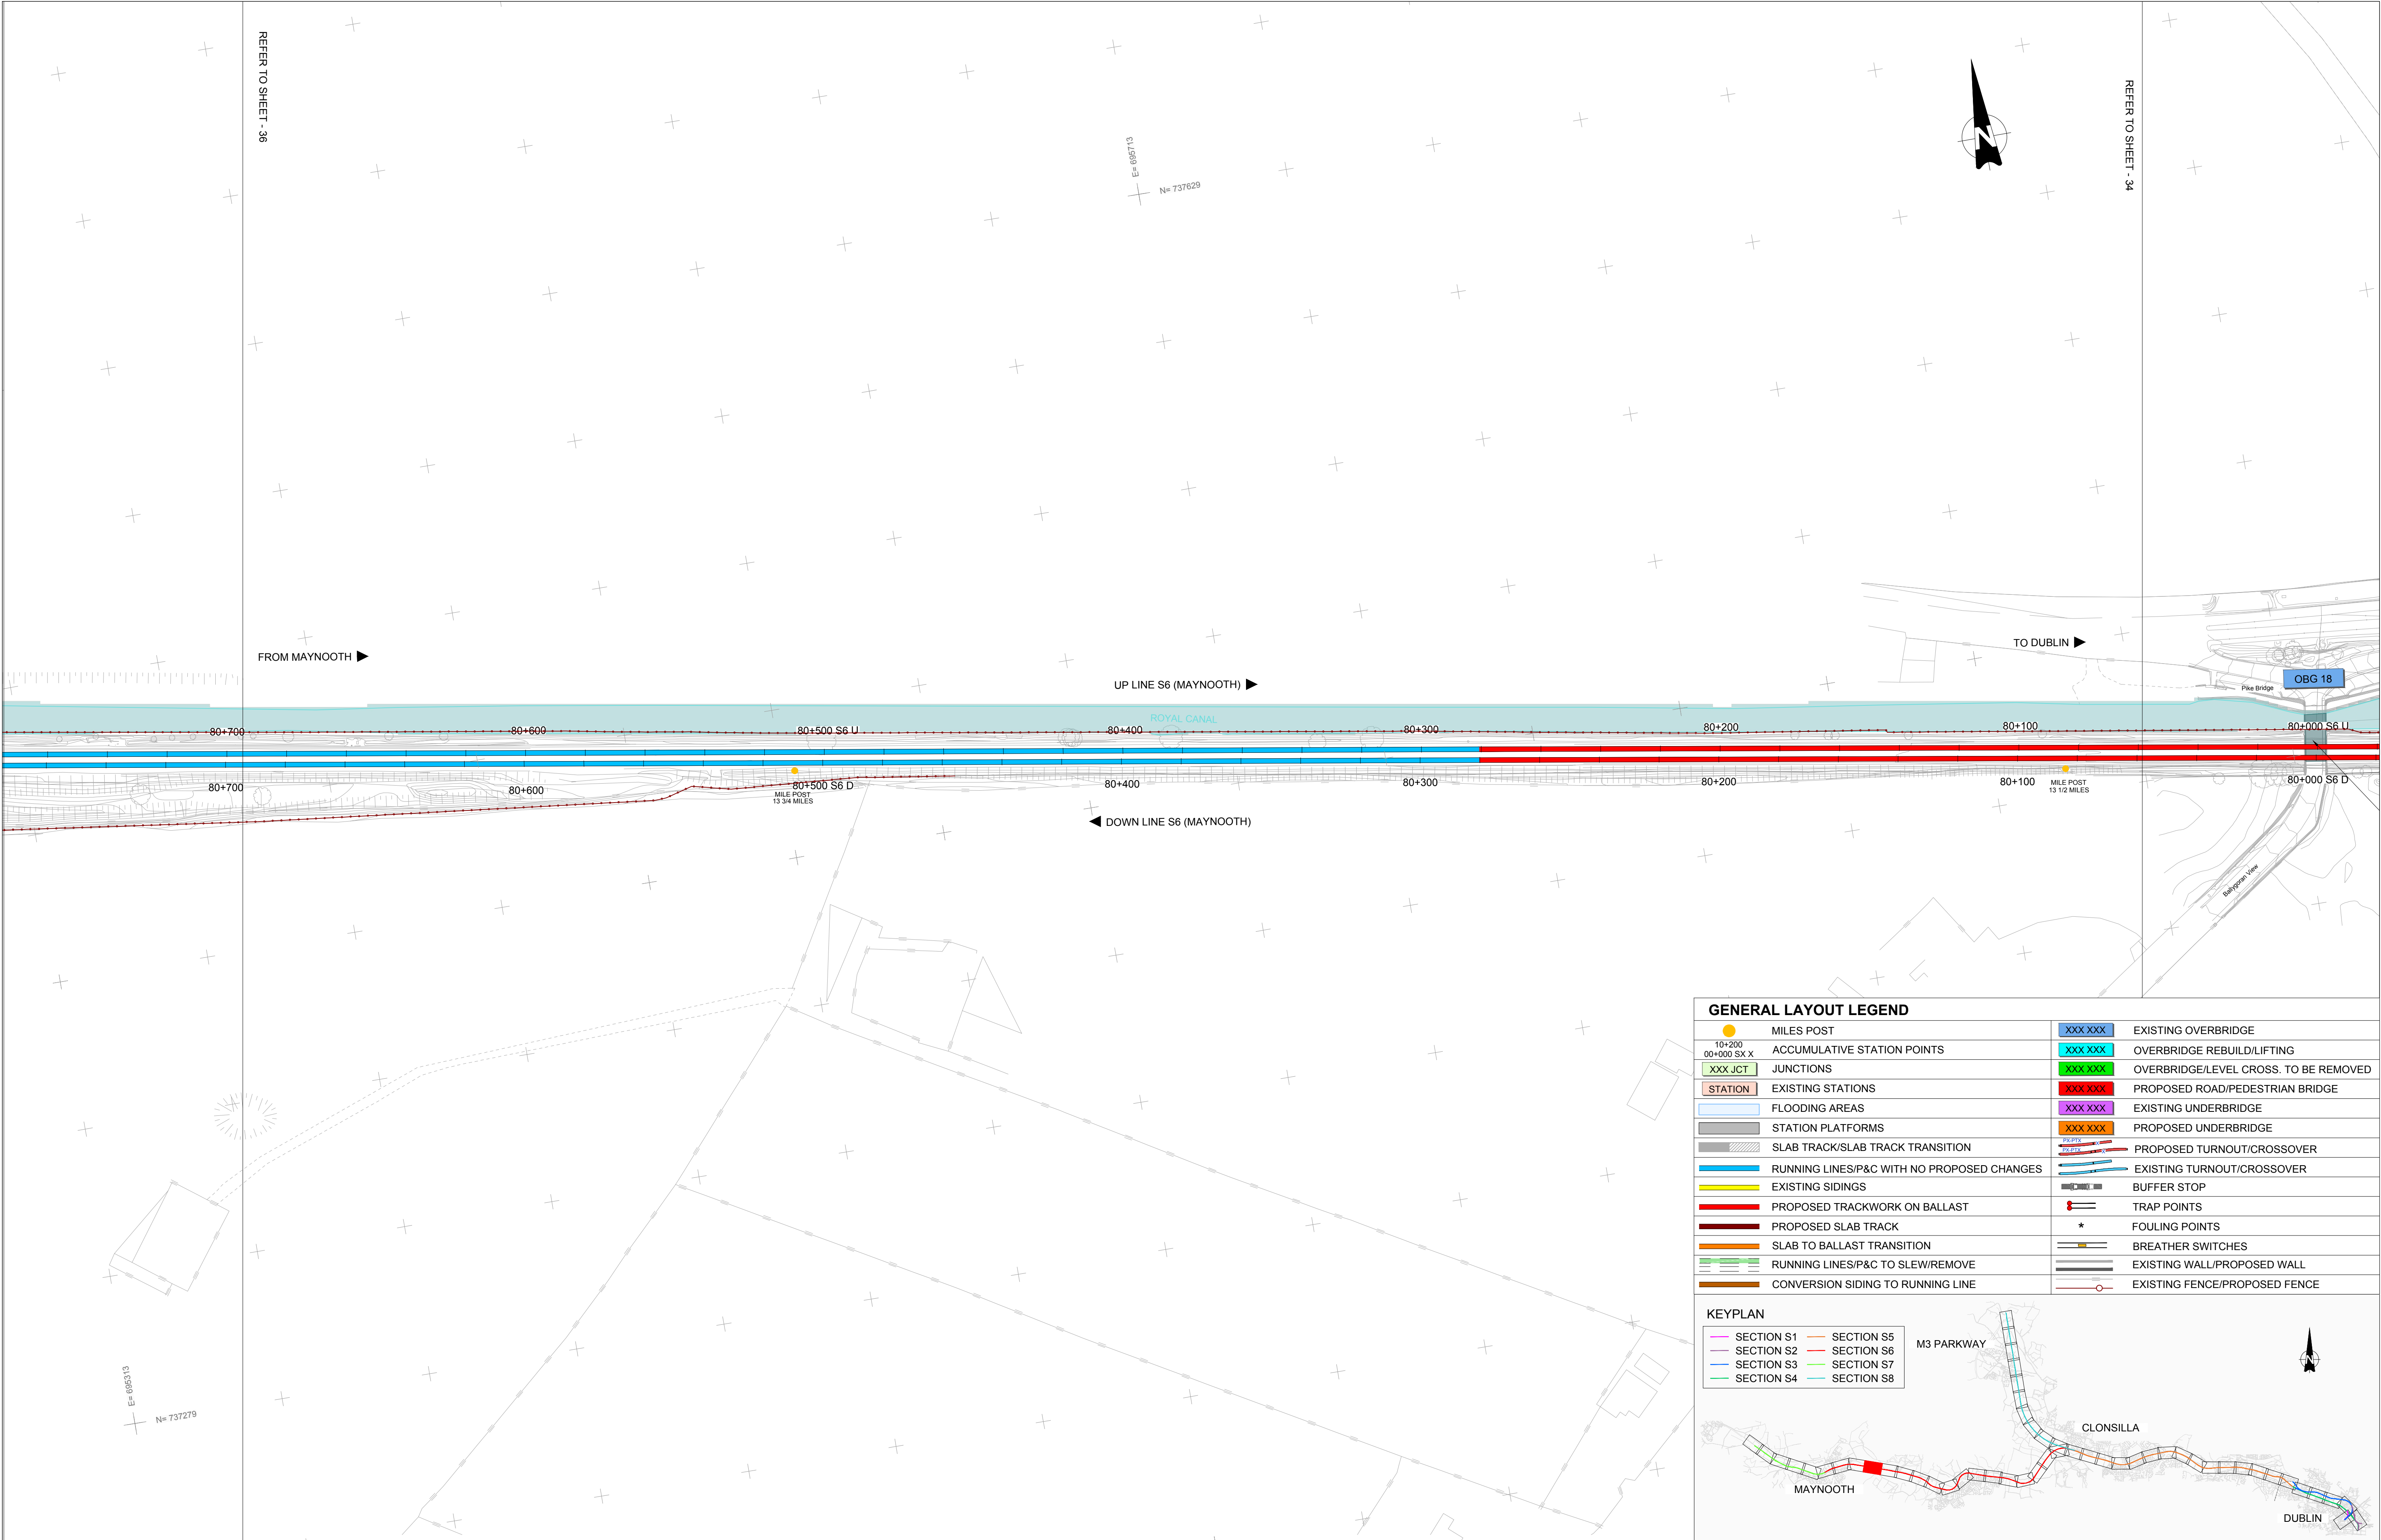 REFER TO SHEET - 36
REFER TO SHEET - 34
E= 695713
N= 737629
N
FROM MAYNOOTH
TO DUBLIN
UP LINE S6 (MAYNOOTH)
OBG 18
Pike Bridge
ROYAL CANAL
80+700
80+600
80+500 S6 U
80+400
80+300
80+200
80+100
80+000 S6 U
80+700
80+600
80+500 S6 D
80+400
80+300
80+200
80+100
80+000 S6 D
MILE POST
13 3/4 MILES
MILE POST
13 1/2 MILES
DOWN LINE S6 (MAYNOOTH)
Ballygoran View
E= 695313
N= 737279
GENERAL LAYOUT LEGEND
MILES POST
10+200
00+000 SX X
ACCUMULATIVE STATION POINTS
XXX JCT
JUNCTIONS
STATION
EXISTING STATIONS
FLOODING AREAS
STATION PLATFORMS
SLAB TRACK/SLAB TRACK TRANSITION
RUNNING LINES/P&C WITH NO PROPOSED CHANGES
EXISTING SIDINGS
PROPOSED TRACKWORK ON BALLAST
PROPOSED SLAB TRACK
SLAB TO BALLAST TRANSITION
RUNNING LINES/P&C TO SLEW/REMOVE
CONVERSION SIDING TO RUNNING LINE
XXX XXX
EXISTING OVERBRIDGE
XXX XXX
OVERBRIDGE REBUILD/LIFTING
XXX XXX
OVERBRIDGE/LEVEL CROSS. TO BE REMOVED
XXX XXX
PROPOSED ROAD/PEDESTRIAN BRIDGE
XXX XXX
EXISTING UNDERBRIDGE
XXX XXX
PROPOSED UNDERBRIDGE
PX-PTX
PX-PTX
PROPOSED TURNOUT/CROSSOVER
EXISTING TURNOUT/CROSSOVER
BUFFER STOP
TRAP POINTS
*
FOULING POINTS
BREATHER SWITCHES
EXISTING WALL/PROPOSED WALL
EXISTING FENCE/PROPOSED FENCE
KEYPLAN
SECTION S1
SECTION S2
SECTION S3
SECTION S4
SECTION S5
SECTION S6
SECTION S7
SECTION S8
M3 PARKWAY
N
CLONSILLA
MAYNOOTH
DUBLIN